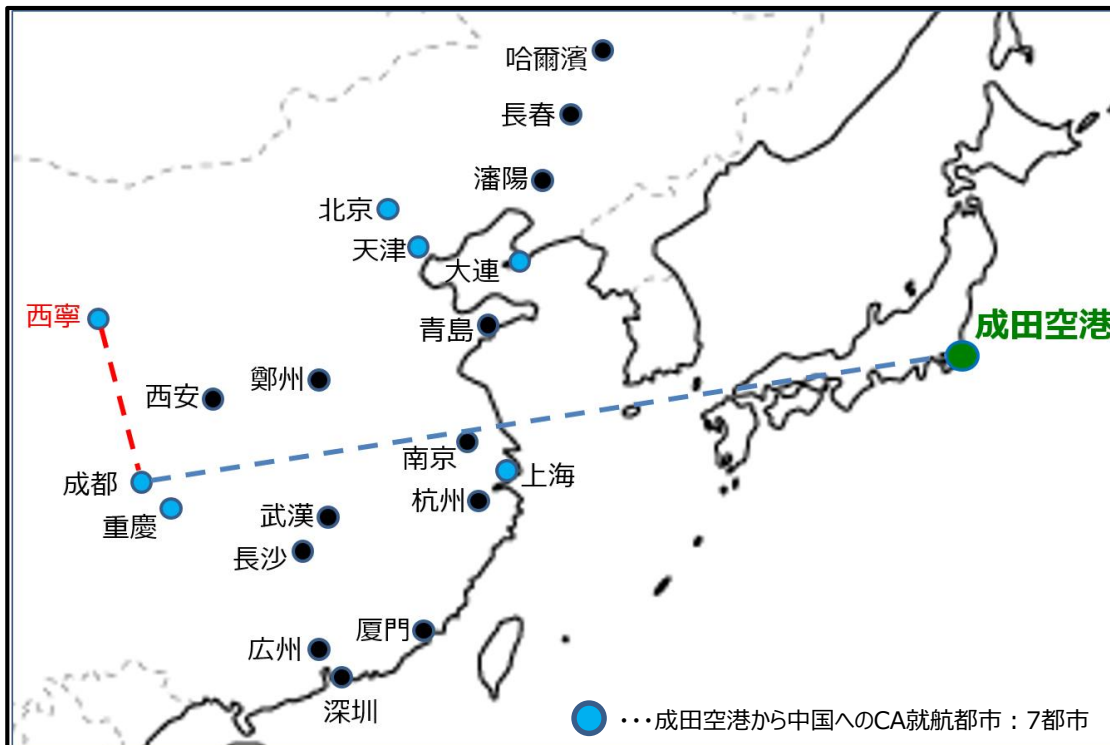 哈爾濱
長春
瀋陽
北京
天津
大連
西寧
青島
成田空港
鄭州
西安
南京
成都
上海
杭州
重慶
武漢
長沙
厦門
広州
深圳
・・・成田空港から中国へのCA就航都市：7都市